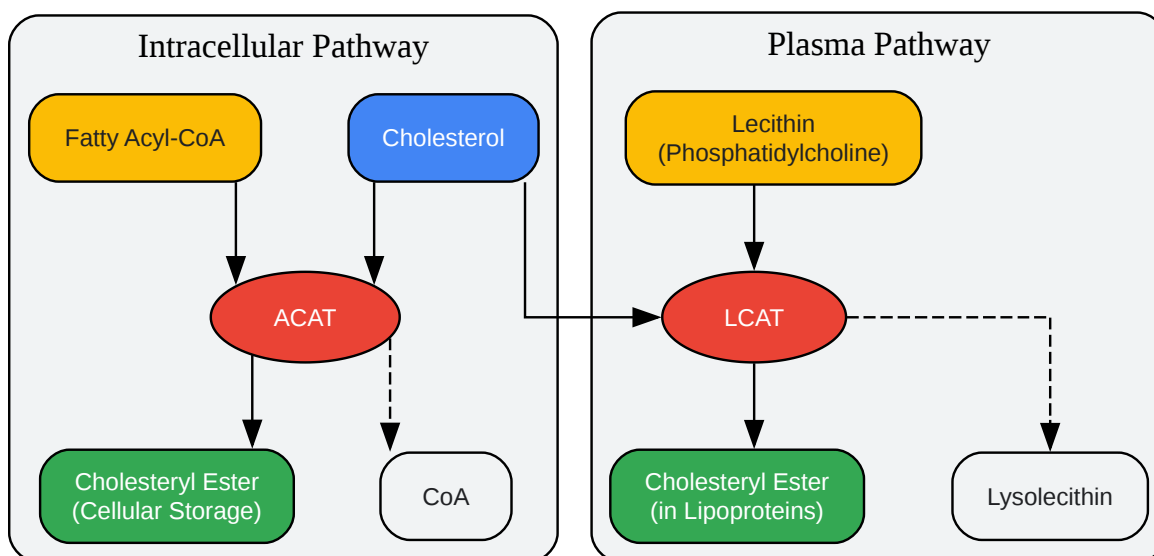 Intracellular Pathway
Plasma Pathway
Fatty Acyl-CoA
Cholesterol
Lecithin
(Phosphatidylcholine)
ACAT
LCAT
Cholesteryl Ester
(Cellular Storage)
CoA
Cholesteryl Ester
(in Lipoproteins)
Lysolecithin